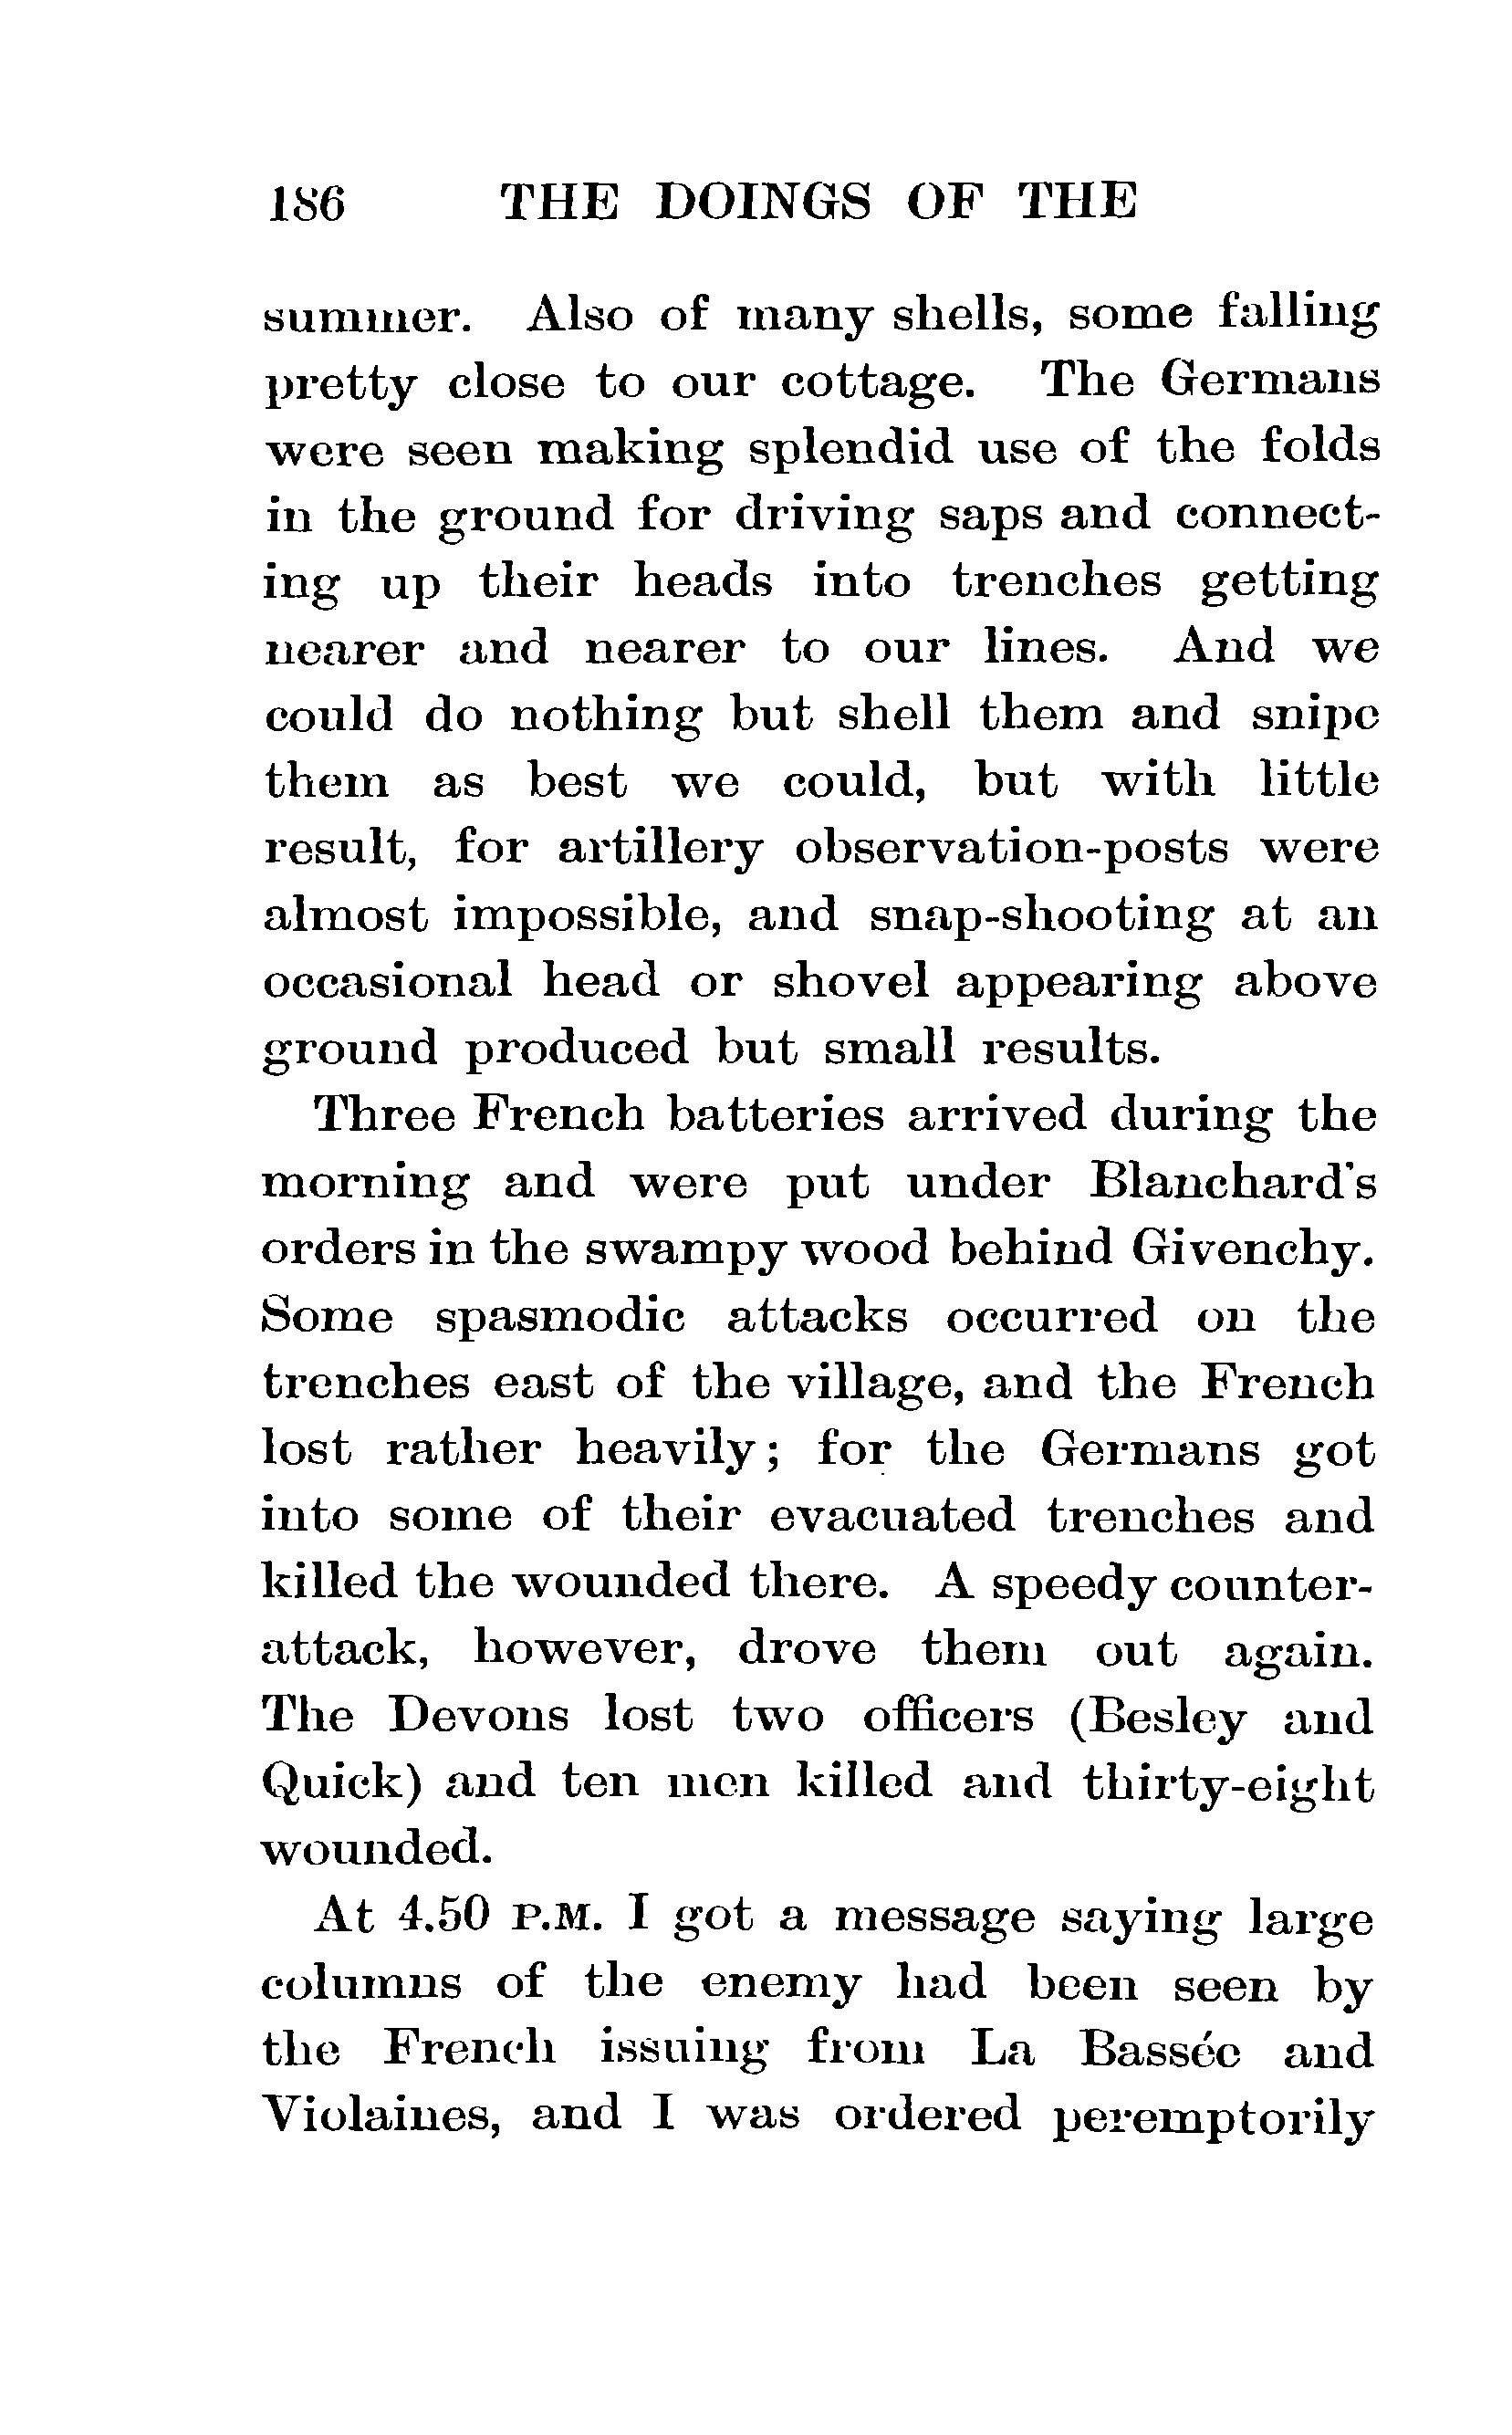 186 THE DOINGS OF THE
summer. Also of many shells, some falling
pretty close to our cottage. The Germans
were seen making splendid use of the folds
in the ground for driving saps and connect-
ing up their heads into trenches getting
nearer and nearer to our lines. And we
could do nothing but shell them and snipe
them as best we could, but with little
result, for artillery observation-posts were
almost impossible, and snap-shooting at an
occasional head or shovel appearing above
ground produced but small results.
Three French batteries arrived during the
morning and were put under Blanchard's
orders in the swampy wood behind Givenchy.
Some spasmodic attacks occurred on the
trenches east of the village, and the French
lost rather heavily; for the Germans got
into some of their evacuated trenches and
killed the wounded there. A speedy counter-
attack, however, drove them out again.
The Devons lost two officers (Besley and
Quick) and ten men killed and thirty-eight
wounded.
At 4.50 P.M. I got a message saying large
columns of the enemy had been seen by
the French issuing from La Bassée and
Violaines, and I was ordered peremptorily